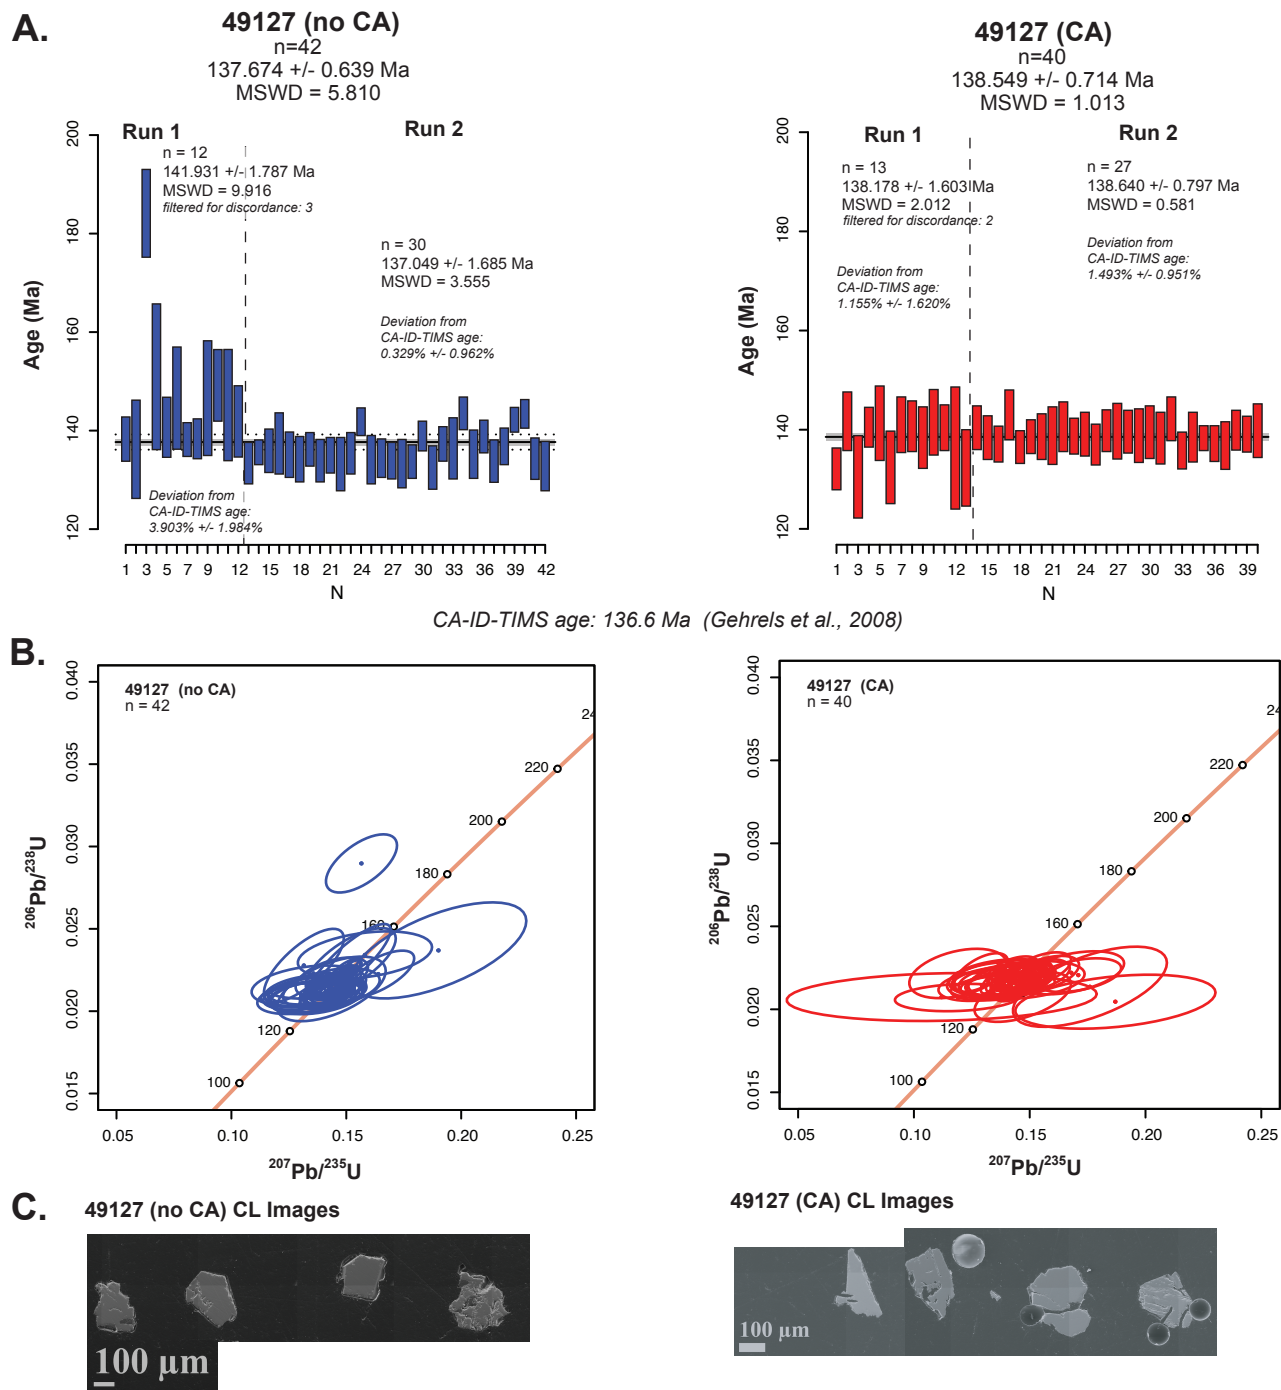 A.
49127 (no CA)
n=42
137.674 +/- 0.639 Ma
MSWD = 5.810
Run 1
Run 2
n = 12
141.931 +/- 1.787 Ma
MSWD = 9.916
filtered for discordance: 3
n = 30
137.049 +/- 1.685 Ma
MSWD = 3.555
Deviation from
CA-ID-TIMS age:
0.329% +/- 0.962%
Deviation from
CA-ID-TIMS age:
3.903% +/- 1.984%
Age (Ma)
200
180
160
140
120
1 3 5 7 9 12 15 18 21 24 27 30 33 36 39 42
N
49127 (CA)
n=40
138.549 +/- 0.714 Ma
MSWD = 1.013
Run 1
Run 2
n = 13
138.178 +/- 1.603 Ma
MSWD = 2.012
filtered for discordance: 2
n = 27
138.640 +/- 0.797 Ma
MSWD = 0.581
Deviation from
CA-ID-TIMS age:
1.493% +/- 0.951%
Deviation from
CA-ID-TIMS age:
1.155% +/- 1.620%
Age (Ma)
200
180
160
140
120
1 3 5 7 9 12 15 18 21 24 27 30 33 36 39
N
CA-ID-TIMS age: 136.6 Ma (Gehrels et al., 2008)
B.
49127 (no CA)
n = 42
0.040
0.035
0.030
0.025
0.020
0.015
206Pb/238U
24
220
200
180
160
120
100
0.05 0.10 0.15 0.20 0.25
207Pb/235U
49127 (CA)
n = 40
0.040
0.035
0.030
0.025
0.020
0.015
206Pb/238U
24
220
200
180
160
120
100
0.05 0.10 0.15 0.20 0.25
207Pb/235U
C.
49127 (no CA) CL Images
100 µm
49127 (CA) CL Images
100 µm